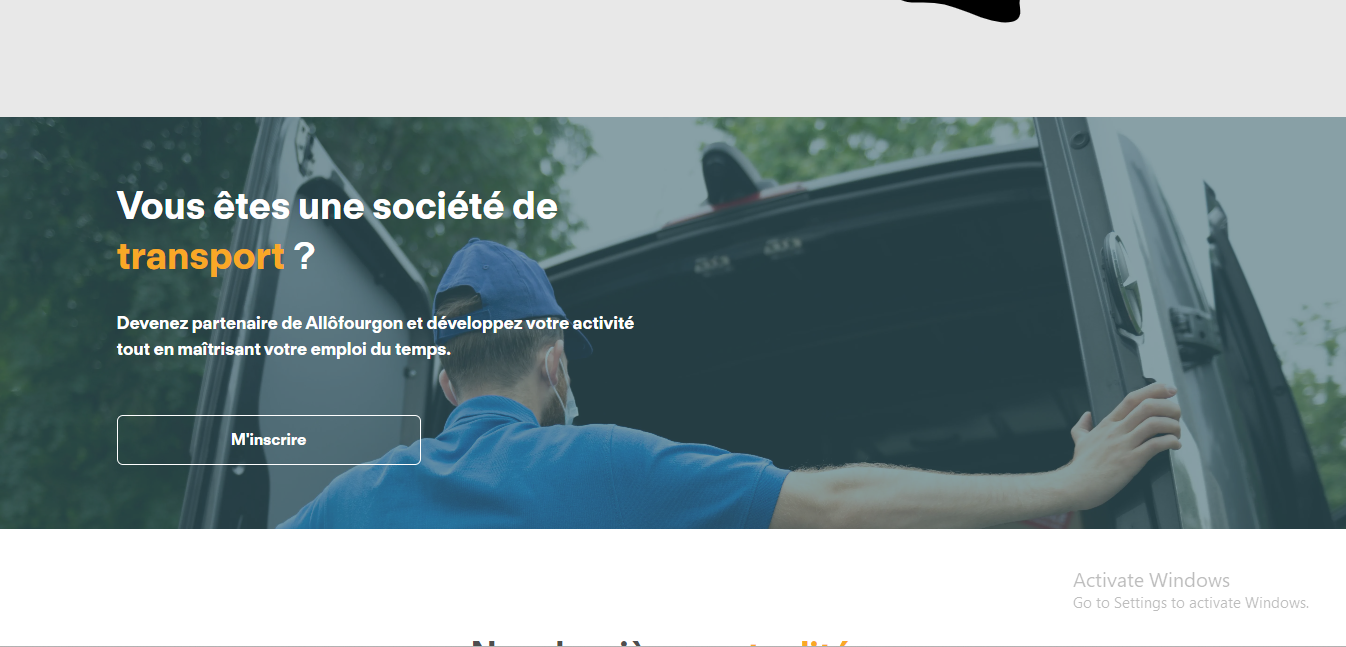 Vous êtes une société de
transport ?
Devenez partenaire de Allôfourgon et développez votre activité
tout en maîtrisant votre emploi du temps.
M'inscrire
Activate Windows
Go to Settings to activate Windows.